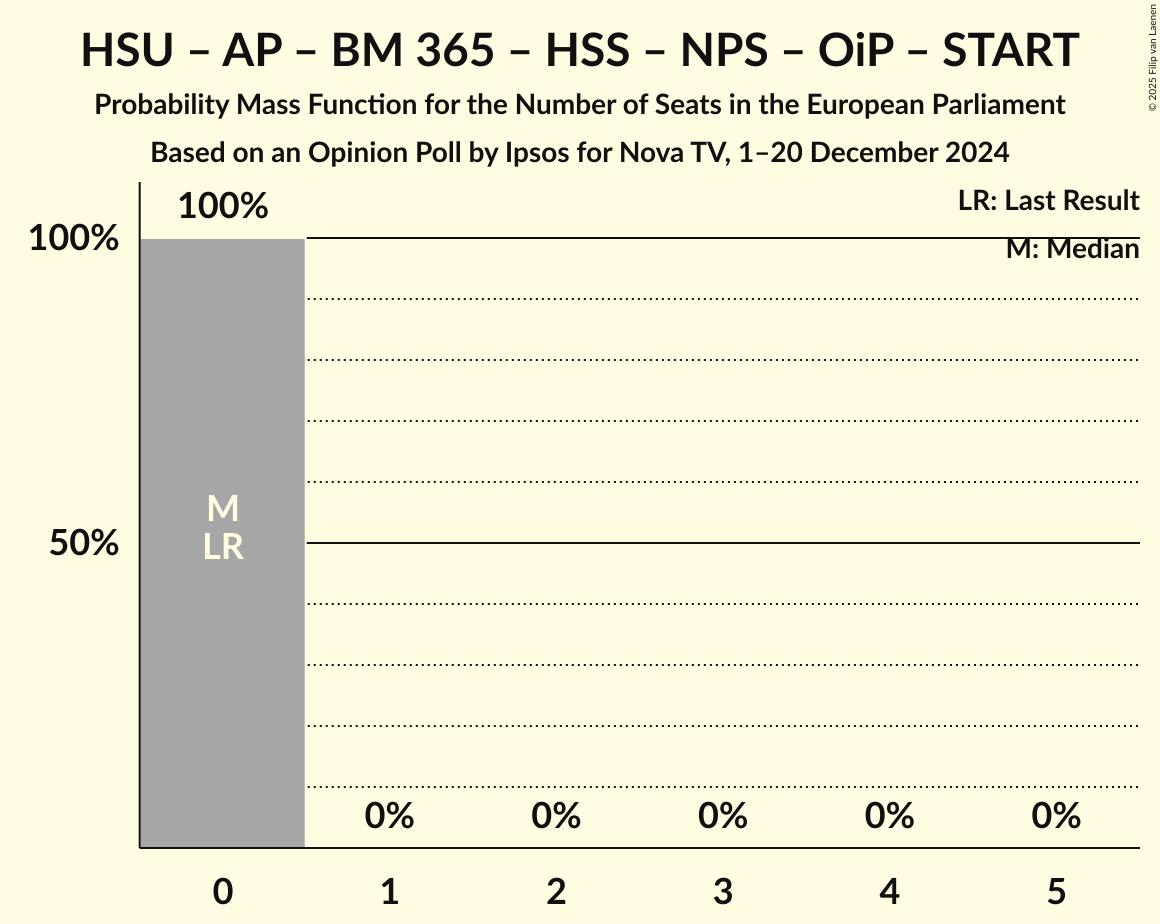 HSU – AP – BM 365 – HSS – NPS – OiP – START
Probability Mass Function for the Number of Seats in the European Parliament
Based on an Opinion Poll by Ipsos for Nova TV, 1–20 December 2024
© 2025 Filip van Laenen
LR: Last Result
M: Median
100%
100%
50%
M
LR
0%
0%
0%
0%
0%
0
1
2
3
4
5